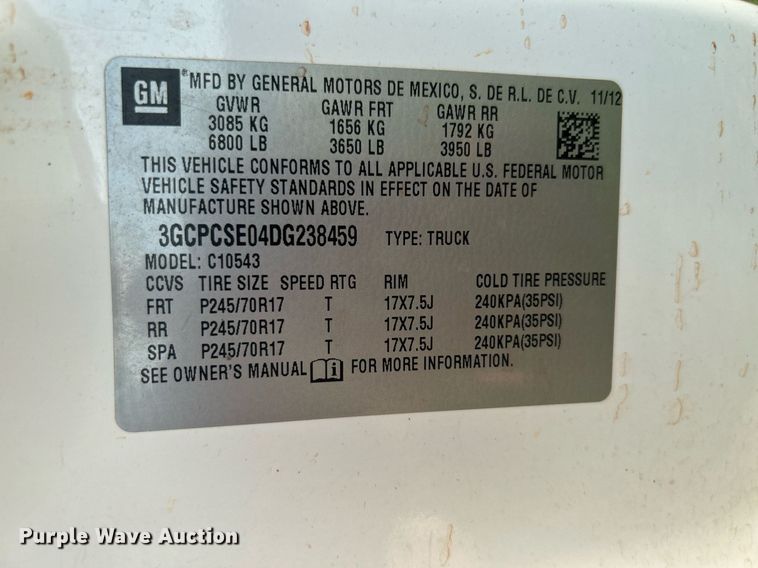 GM
MFD BY GENERAL MOTORS DE MEXICO, S. DE R.L. DE C.V. 11/12
GVWR GAWR FRT GAWR RR
3085 KG 1656 KG 1792 KG
6800 LB 3650 LB 3950 LB
THIS VEHICLE CONFORMS TO ALL APPLICABLE U.S. FEDERAL MOTOR
VEHICLE SAFETY STANDARDS IN EFFECT ON THE DATE OF
MANUFACTURE SHOWN ABOVE.
3GCPCSE04DG238459 TYPE: TRUCK
MODEL: C10543
CCVS TIRE SIZE SPEED RTG RIM COLD TIRE PRESSURE
FRT P245/70R17 T 17X7.5J 240KPA(35PSI)
RR P245/70R17 T 17X7.5J 240KPA(35PSI)
SPA P245/70R17 T 17X7.5J 240KPA(35PSI)
SEE OWNER'S MANUAL i FOR MORE INFORMATION.
Purple Wave Auction